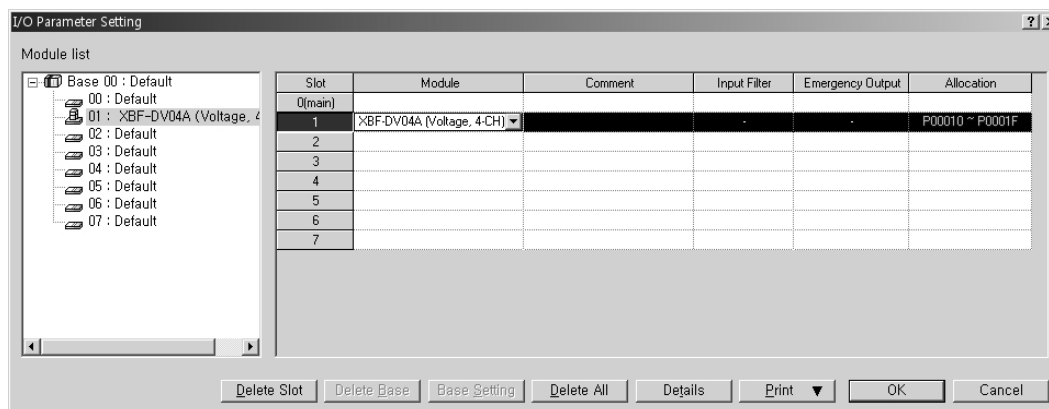 I/O Parameter Setting
Module list
Base 00 : Default
00 : Default
01 : XBF-DV04A (Voltage, 4
02 : Default
03 : Default
04 : Default
05 : Default
06 : Default
07 : Default
Slot Module Comment Input Filter Emergency Output Allocation
0(main)
1 XBF-DV04A (Voltage, 4-CH) - - P00010 ~ P0001F
2
3
4
5
6
7
Delete Slot Delete Base Base Setting Delete All Details Print ▼ OK Cancel